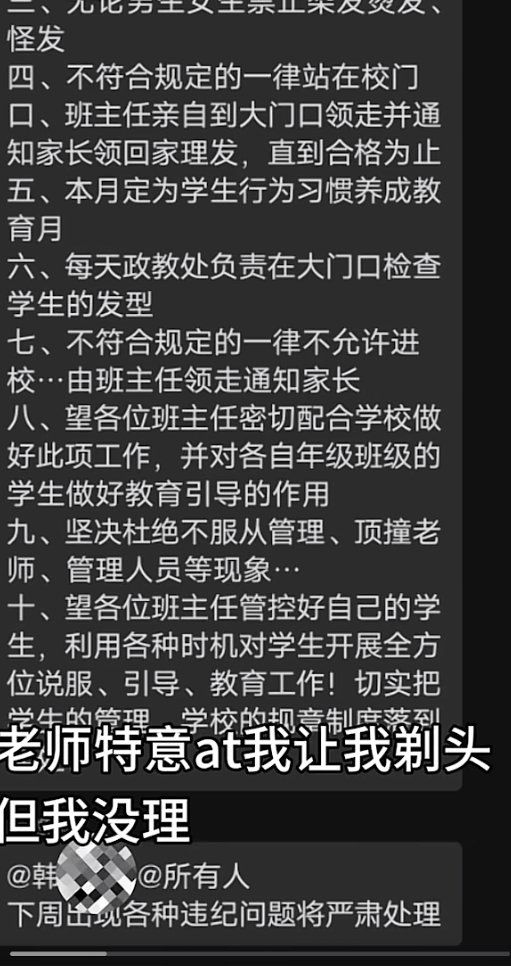 三、无论男生女生禁止染发烫发、
怪发
四、不符合规定的一律站在校门
口、班主任亲自到大门口领走并通
知家长领回家理发，直到合格为止
五、本月定为学生行为习惯养成教
育月
六、每天政教处负责在大门口检查
学生的发型
七、不符合规定的一律不允许进
校…由班主任领走通知家长
八、望各位班主任密切配合学校做
好此项工作，并对各自年级班级的
学生做好教育引导的作用
九、坚决杜绝不服从管理、顶撞老
师、管理人员等现象…
十、望各位班主任管控好自己的学
生，利用各种时机对学生开展全方
位说服、引导、教育工作！切实把
学生的管理、学校的规章制度落到
老师特意at我让我剃头
但我没理
@韩 @所有人
下周出现各种违纪问题将严肃处理